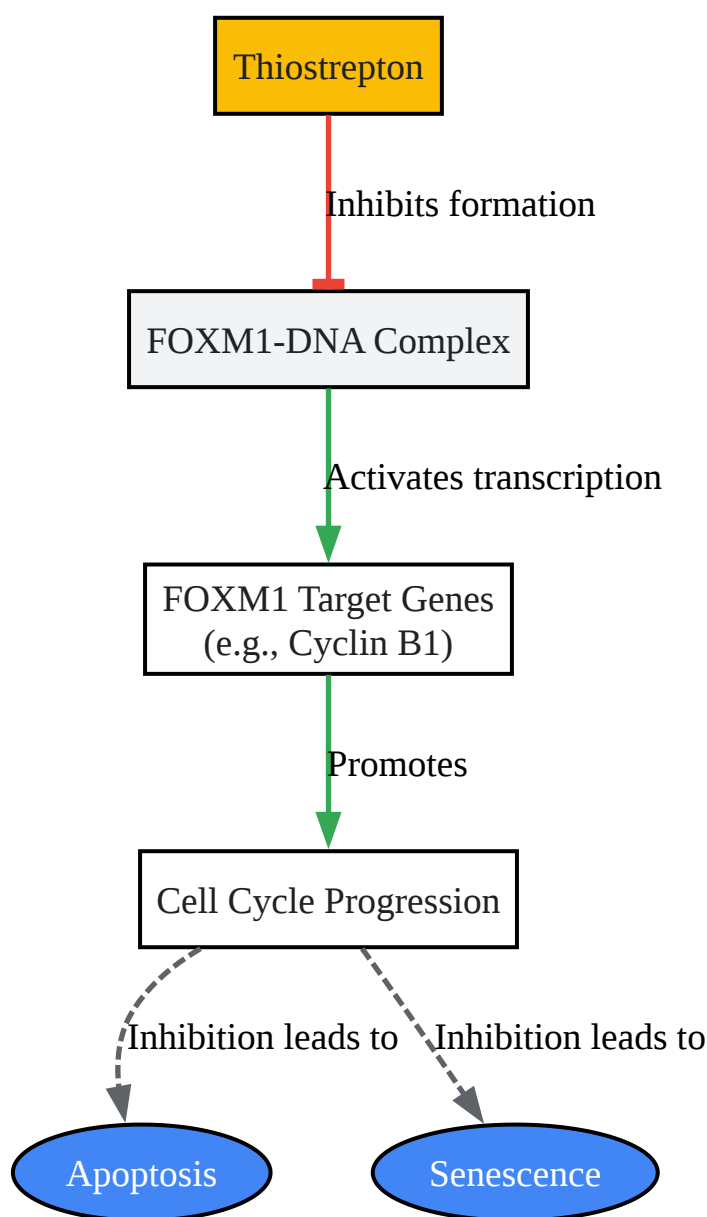 Thiostrepton
Inhibits formation
FOXM1-DNA Complex
Activates transcription
FOXM1 Target Genes
(e.g., Cyclin B1)
Promotes
Cell Cycle Progression
Inhibition leads to
Inhibition leads to
Apoptosis
Senescence